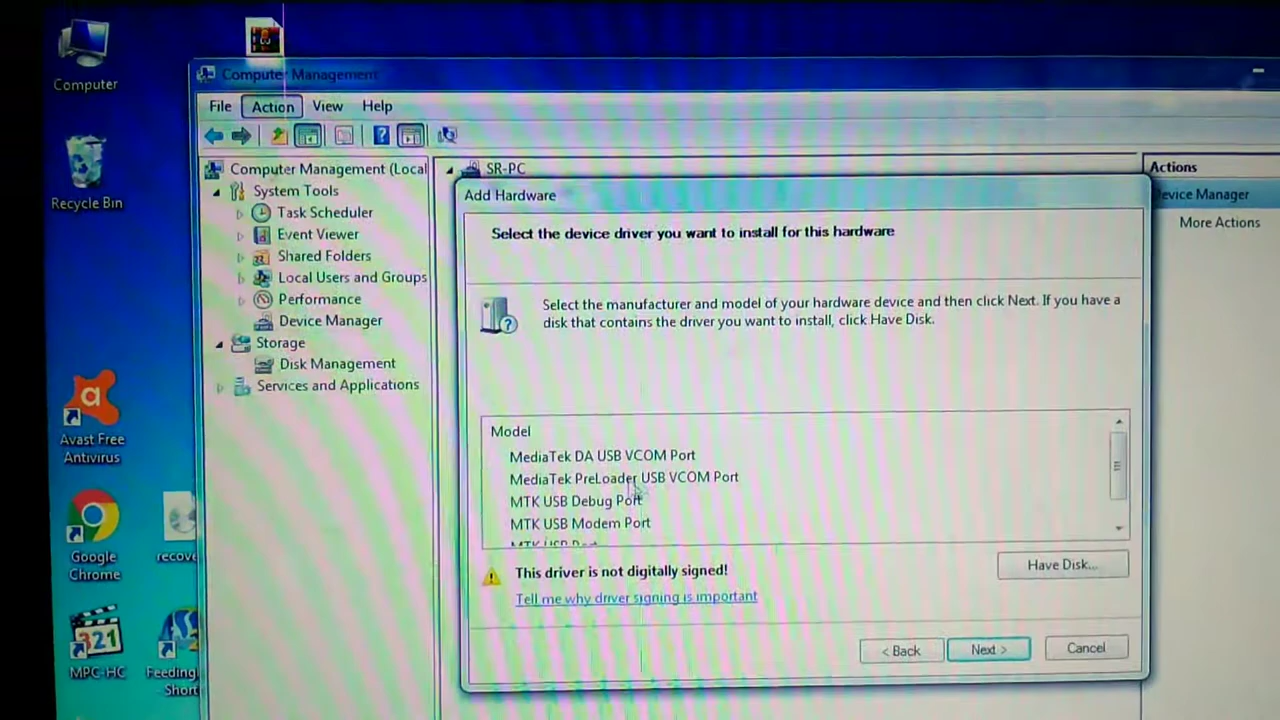 Computer
Recycle Bin
Avast Free
Antivirus
Google
Chrome
recove
MPC-HC
Feeding
Short
Computer Management
File Action View Help
Computer Management (Local
System Tools
Task Scheduler
Event Viewer
Shared Folders
Local Users and Groups
Performance
Device Manager
Storage
Disk Management
Services and Applications
SR-PC
Add Hardware
Select the device driver you want to install for this hardware
Select the manufacturer and model of your hardware device and then click Next. If you have a
disk that contains the driver you want to install, click Have Disk.
Model
MediaTek DA USB VCOM Port
MediaTek PreLoader USB VCOM Port
MTK USB Debug Port
MTK USB Modem Port
This driver is not digitally signed!
Tell me why driver signing is important
Have Disk...
< Back Next > Cancel
Actions
Device Manager
More Actions